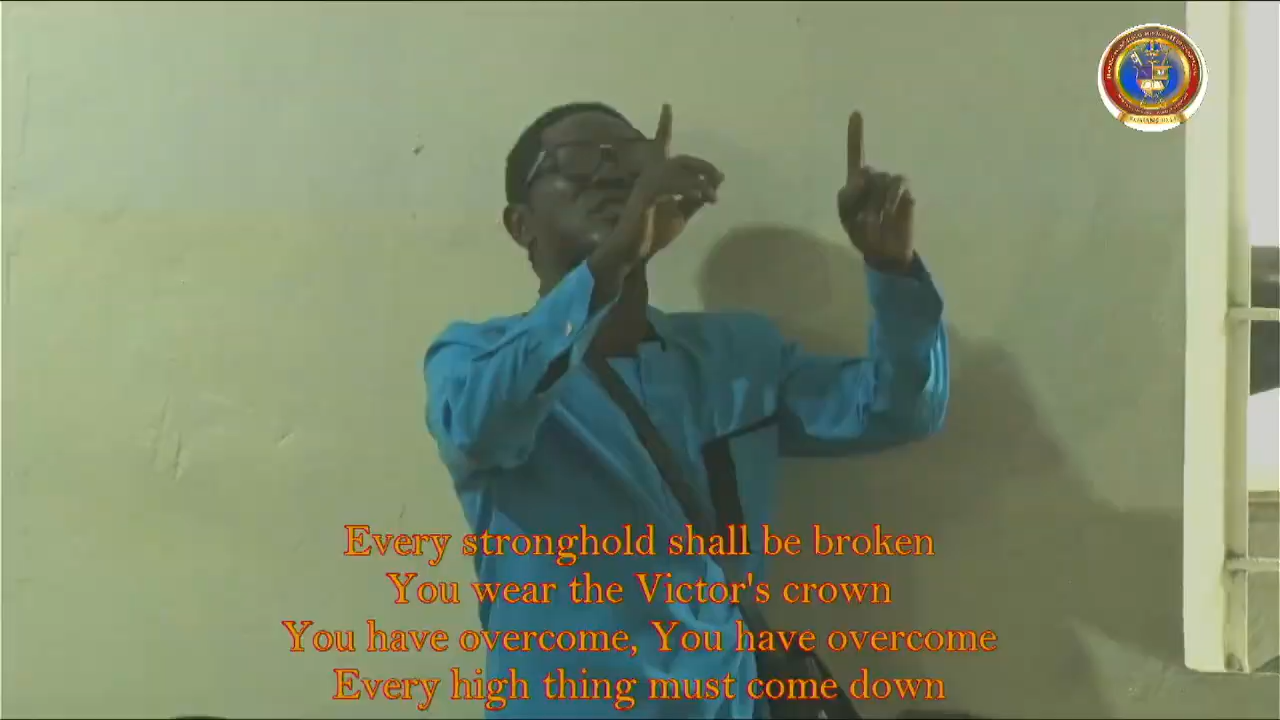 Every stronghold shall be broken
You wear the Victor's crown
You have overcome, You have overcome
Every high thing must come down